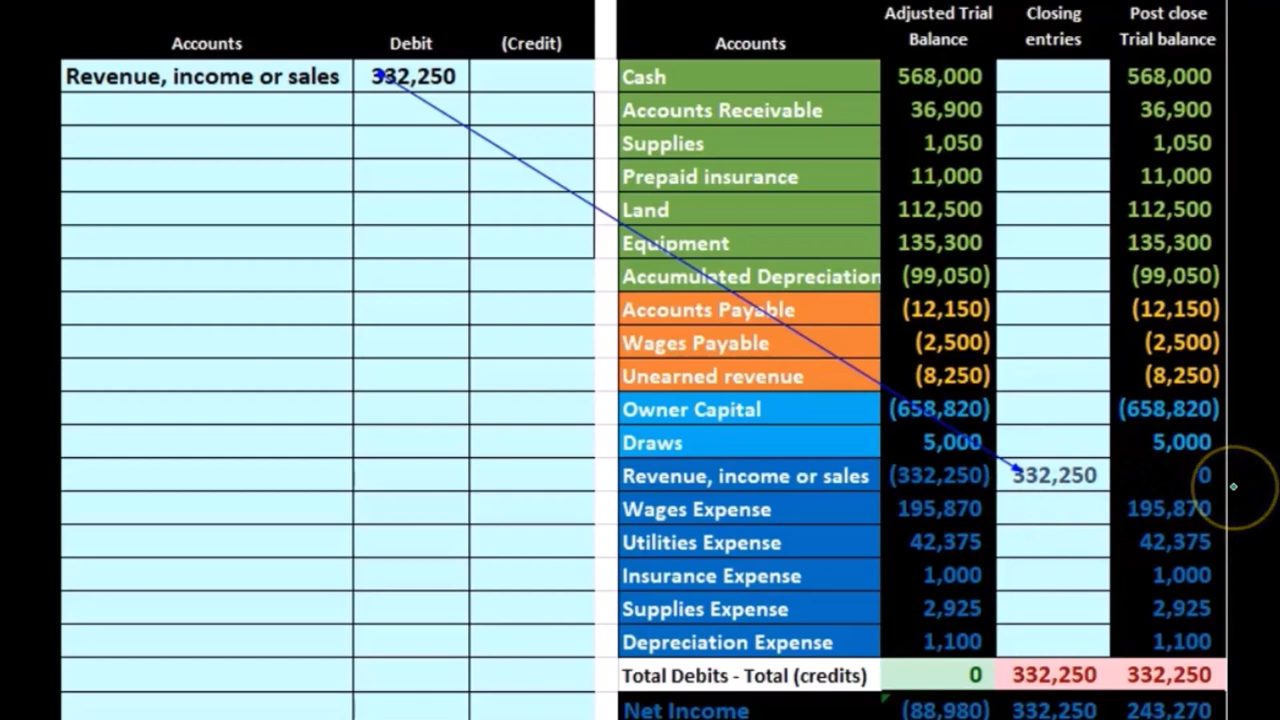 Accounts Debit (Credit)
Revenue, income or sales 332,250
Accounts Adjusted Trial Balance Closing entries Post close Trial balance
Cash 568,000 568,000
Accounts Receivable 36,900 36,900
Supplies 1,050 1,050
Prepaid insurance 11,000 11,000
Land 112,500 112,500
Equipment 135,300 135,300
Accumulated Depreciation (99,050) (99,050)
Accounts Payable (12,150) (12,150)
Wages Payable (2,500) (2,500)
Unearned revenue (8,250) (8,250)
Owner Capital (658,820) (658,820)
Draws 5,000 5,000
Revenue, income or sales (332,250) 332,250 0
Wages Expense 195,870 195,870
Utilities Expense 42,375 42,375
Insurance Expense 1,000 1,000
Supplies Expense 2,925 2,925
Depreciation Expense 1,100 1,100
Total Debits - Total (credits) 0 332,250 332,250
Net Income (88,980) 332,250 243,270